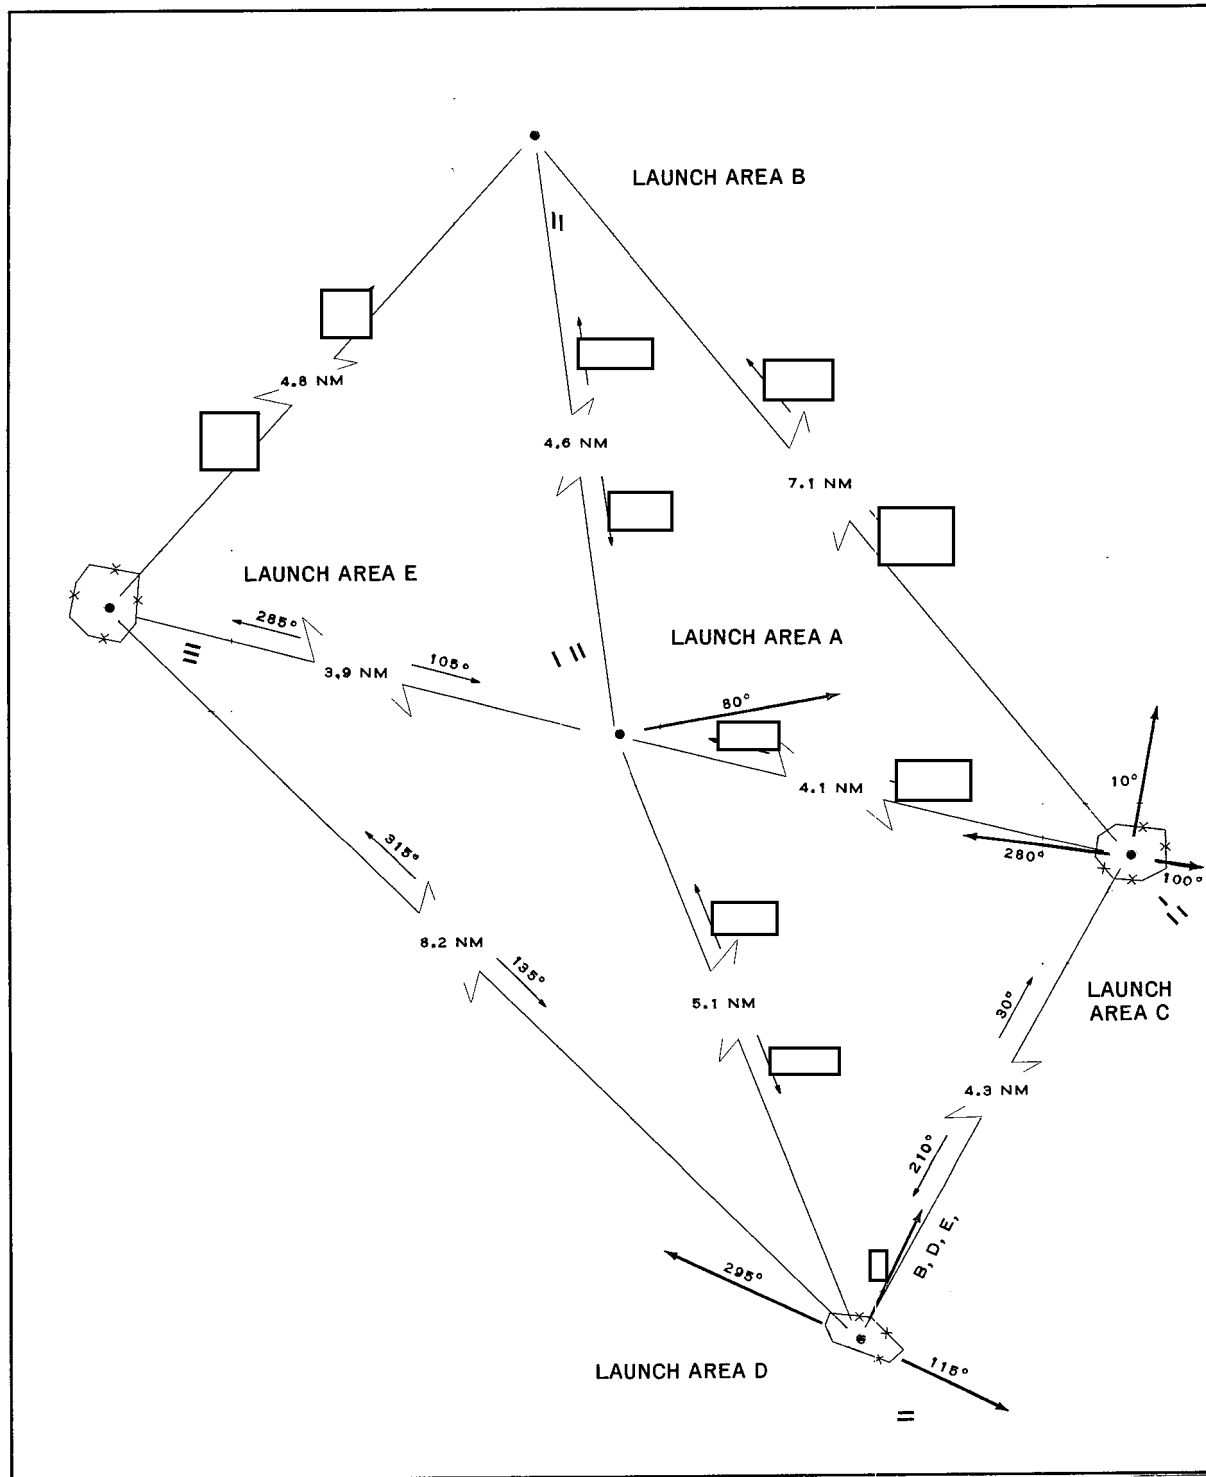 LAUNCH AREA B
4.8 NM
4.6 NM
7.1 NM
LAUNCH AREA E
285°
3.9 NM
105°
LAUNCH AREA A
80°
4.1 NM
10°
280°
100°
315°
8.2 NM
135°
5.1 NM
30°
LAUNCH
AREA C
4.3 NM
210°
B, D, E,
295°
LAUNCH AREA D
115°